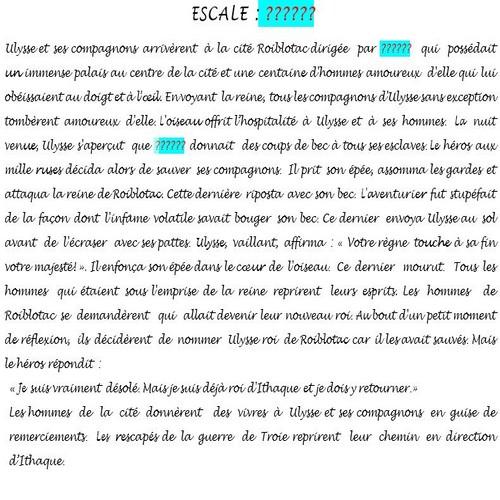 ESCALE : ??????
Ulysse et ses compagnons arrivèrent à la cité Roiblotac dirigée par ?????? qui possédait
un immense palais au centre de la cité et une centaine d'hommes amoureux d'elle qui lui
obéissaient au doigt et à l'œil. En voyant la reine, tous les compagnons d'Ulysse sans exception
tombèrent amoureux d'elle. L'oiseau offrit l'hospitalité à Ulysse et à ses hommes. La nuit
venue, Ulysse s'aperçut que ?????? donnait des coups de bec à tous ses esclaves. Le héros aux
mille ruses décida alors de sauver ses compagnons. Il prit son épée, assomma les gardes et
attaqua la reine de Roiblotac. Cette dernière riposta avec son bec. L'aventurier fut stupéfait
de la façon dont l'infame volatile savait bouger son bec. Ce dernier envoya Ulysse au sol
avant de l'écraser avec ses pattes. Ulysse, vaillant, affirma : « Votre règne touche à sa fin
votre majesté! ». Il enfonça son épée dans le cœur de l'oiseau. Ce dernier mourut. Tous les
hommes qui étaient sous l'emprise de la reine reprirent leurs esprits. Les hommes de
Roiblotac se demandèrent qui allait devenir leur nouveau roi. Au bout d'un petit moment
de réflexion, ils décidèrent de nommer Ulysse roi de Roiblotac car il les avait sauvés. Mais
le héros répondit :
« Je suis vraiment désolé. Mais je suis déjà roi d'Ithaque et je dois y retourner.»
Les hommes de la cité donnèrent des vivres à Ulysse et ses compagnons en guise de
remerciements. Les rescapés de la guerre de Troie reprirent leur chemin en direction
d'Ithaque.